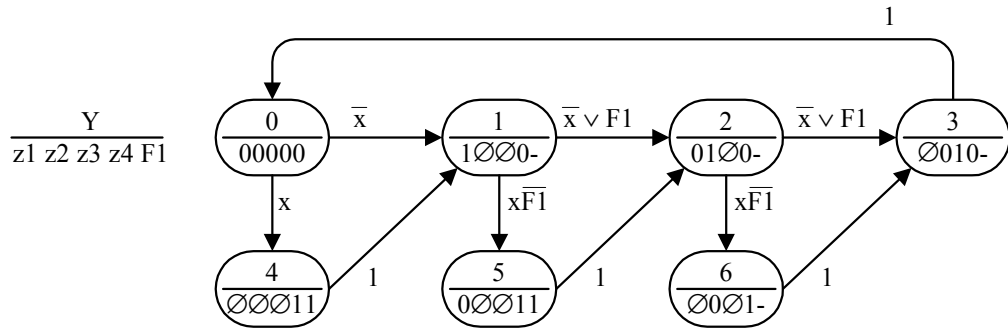 1
Y
z1 z2 z3 z4 F1
0
00000
x̅
1
1∅∅0-
x̅ ∨ F1
2
01∅0-
x̅ ∨ F1
3
∅010-
x
xF̅1̅
xF̅1̅
4
∅∅∅11
1
5
0∅∅11
1
6
∅0∅1-
1